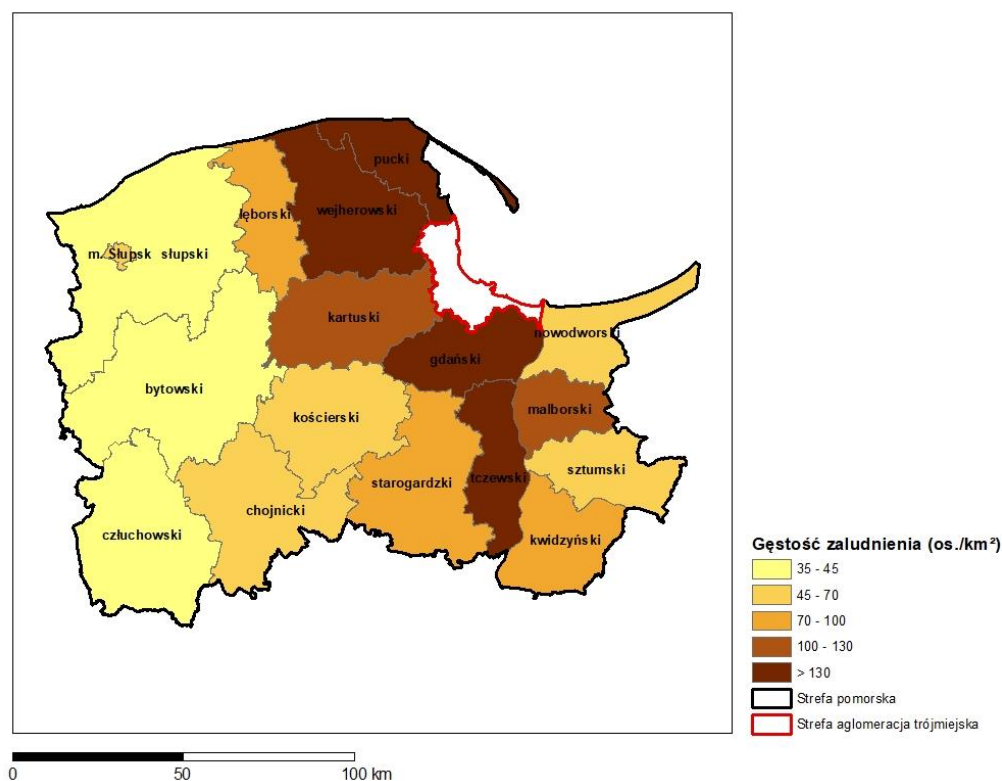 pucki
lęborski
wejherowski
m. Słupsk słupski
kartuski
nowodworski
gdański
bytowski
kościerski
malborski
sztumski
starogardzki
tczewski
chojnicki
człuchowski
kwidzyński
Gęstość zaludnienia (os./km²)
35 - 45
45 - 70
70 - 100
100 - 130
> 130
Strefa pomorska
Strefa aglomeracja trójmiejska
0 50 100 km